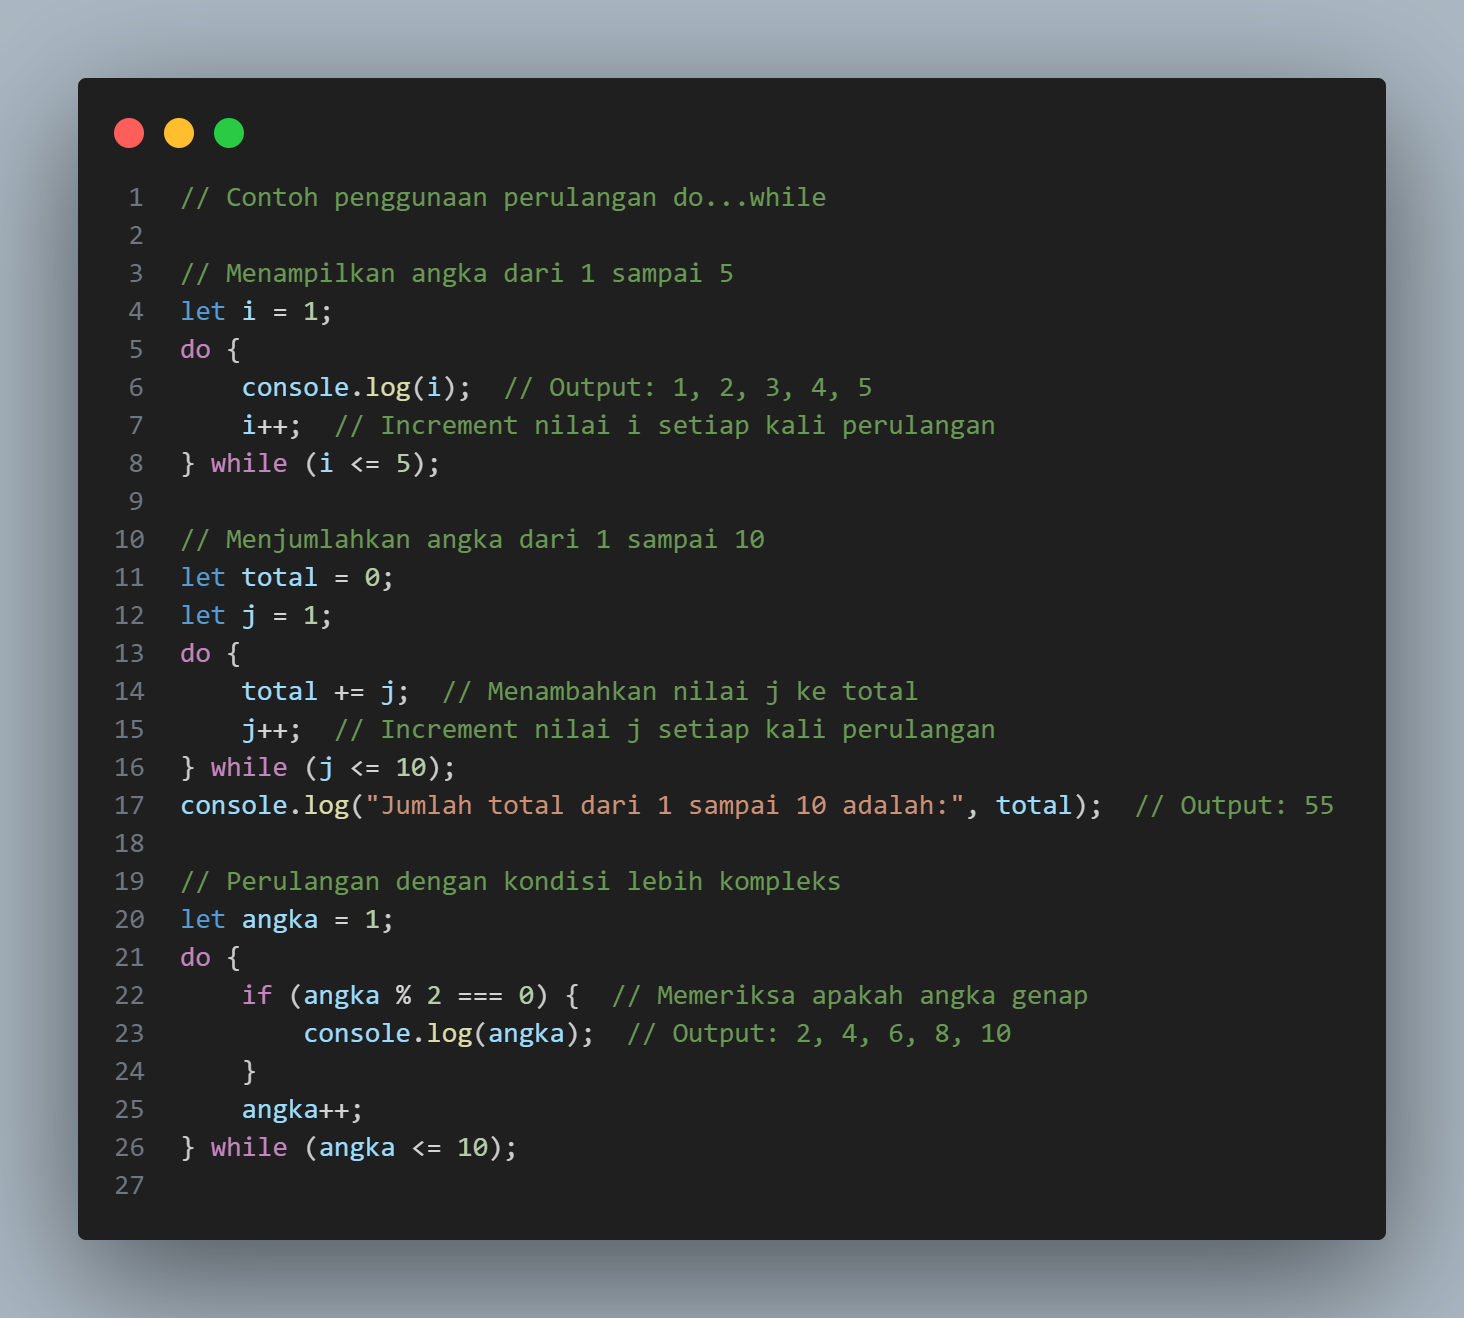 1 // Contoh penggunaan perulangan do...while
2
3 // Menampilkan angka dari 1 sampai 5
4 let i = 1;
5 do {
6     console.log(i);  // Output: 1, 2, 3, 4, 5
7     i++;  // Increment nilai i setiap kali perulangan
8 } while (i <= 5);
9
10 // Menjumlahkan angka dari 1 sampai 10
11 let total = 0;
12 let j = 1;
13 do {
14     total += j;  // Menambahkan nilai j ke total
15     j++;  // Increment nilai j setiap kali perulangan
16 } while (j <= 10);
17 console.log("Jumlah total dari 1 sampai 10 adalah:", total);  // Output: 55
18
19 // Perulangan dengan kondisi lebih kompleks
20 let angka = 1;
21 do {
22     if (angka % 2 === 0) {  // Memeriksa apakah angka genap
23         console.log(angka);  // Output: 2, 4, 6, 8, 10
24     }
25     angka++;
26 } while (angka <= 10);
27